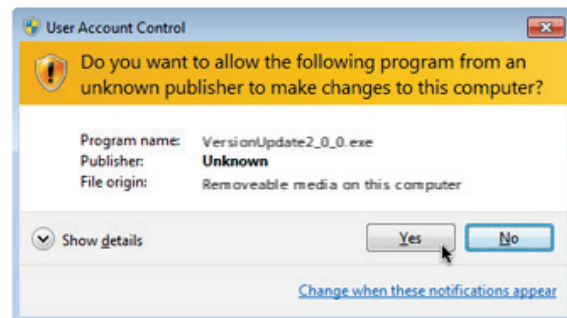 User Account Control
Do you want to allow the following program from an
unknown publisher to make changes to this computer?
Program name: VersionUpdate2_0_0.exe
Publisher: Unknown
File origin: Removeable media on this computer
Show details Yes No
Change when these notifications appear